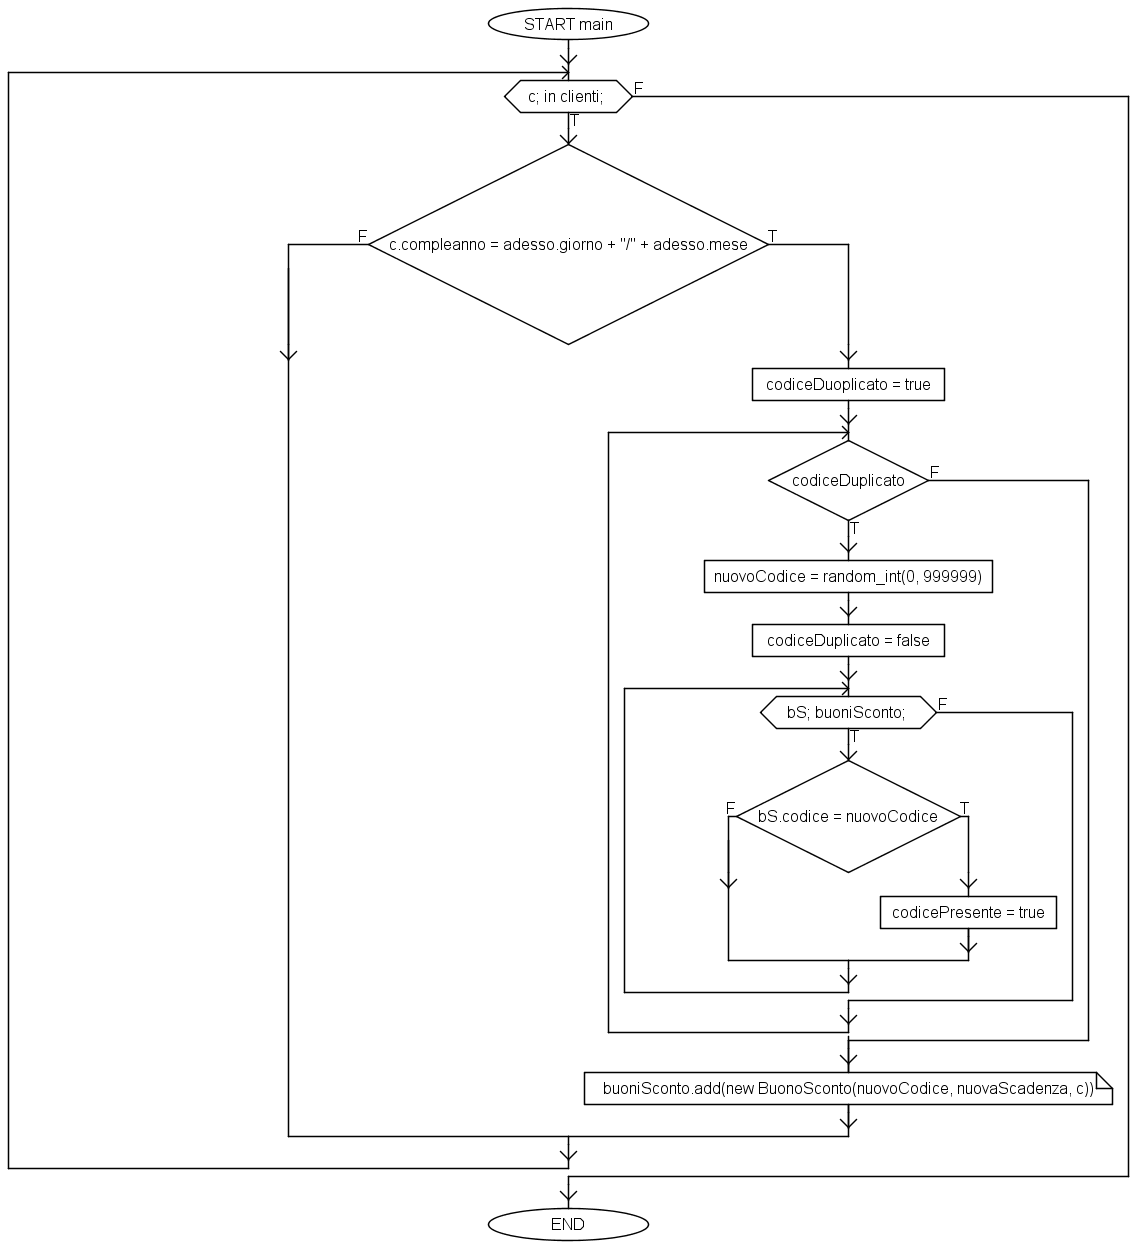 START main
c; in clienti;
F
T
F
c.compleanno = adesso.giorno + "/" + adesso.mese
T
codiceDuoplicato = true
codiceDuplicato
F
T
nuovoCodice = random_int(0, 999999)
codiceDuplicato = false
bS; buoniSconto;
F
T
F
bS.codice = nuovoCodice
T
codicePresente = true
buoniSconto.add(new BuonoSconto(nuovoCodice, nuovaScadenza, c))
END